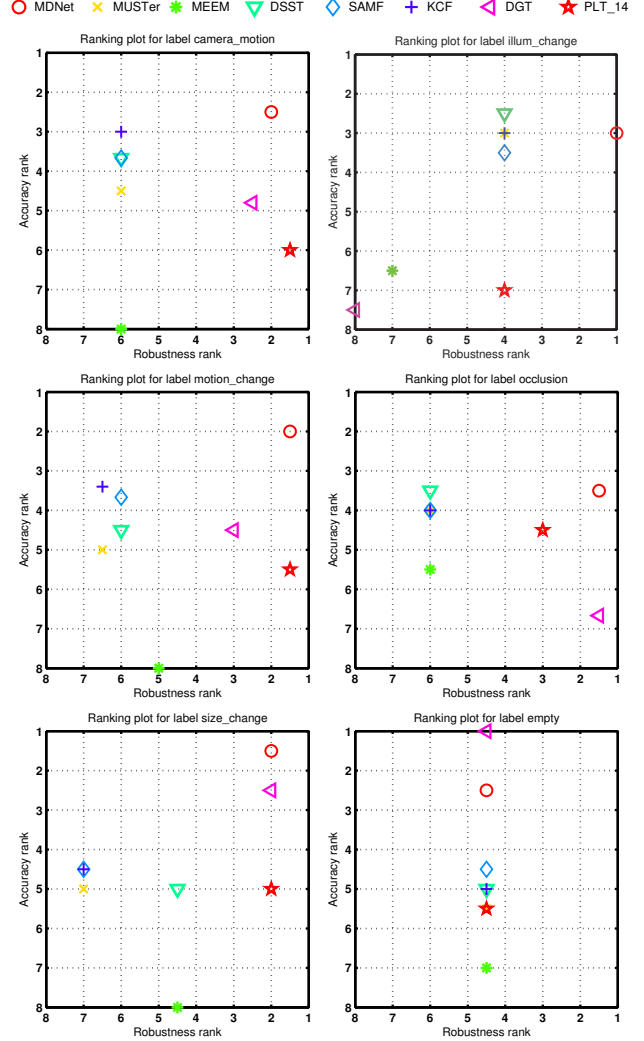 MDNet MUSTer MEEM DSST SAMF KCF DGT PLT_14
Ranking plot for label camera_motion
1
2
3
4
5
6
7
8
Accuracy rank
8 7 6 5 4 3 2 1
Robustness rank
Ranking plot for label illum_change
1
2
3
4
5
6
7
8
Accuracy rank
8 7 6 5 4 3 2 1
Robustness rank
Ranking plot for label motion_change
1
2
3
4
5
6
7
8
Accuracy rank
8 7 6 5 4 3 2 1
Robustness rank
Ranking plot for label occlusion
1
2
3
4
5
6
7
8
Accuracy rank
8 7 6 5 4 3 2 1
Robustness rank
Ranking plot for label size_change
1
2
3
4
5
6
7
8
Accuracy rank
8 7 6 5 4 3 2 1
Robustness rank
Ranking plot for label empty
1
2
3
4
5
6
7
8
Accuracy rank
8 7 6 5 4 3 2 1
Robustness rank